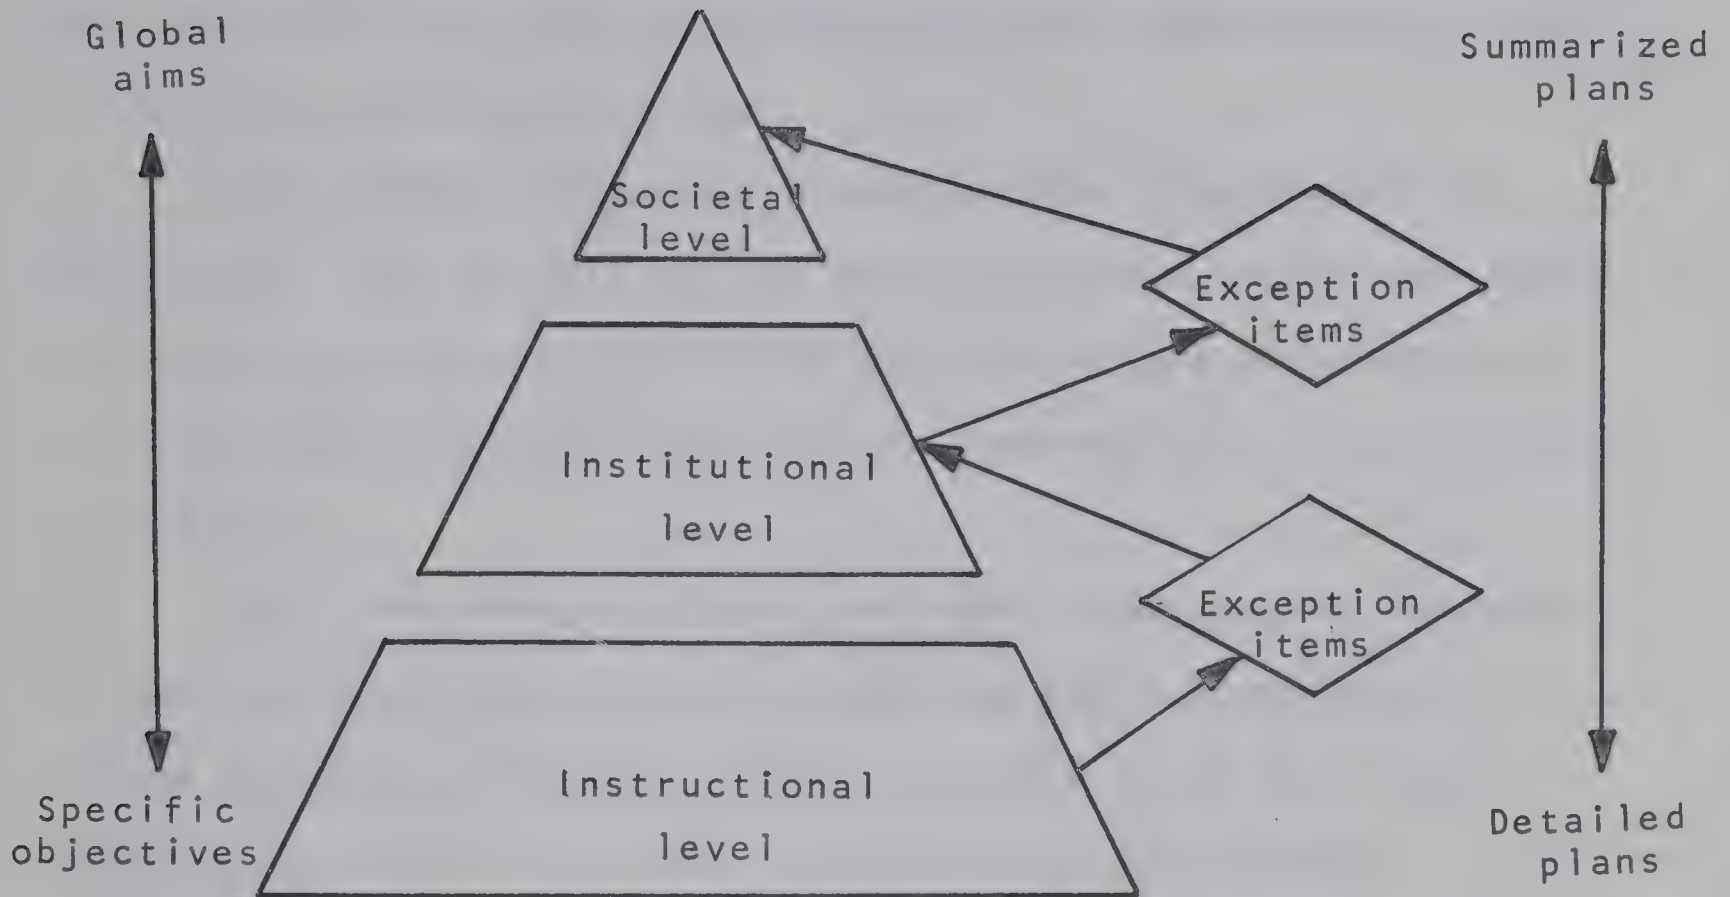 Global
aims
Summarized
plans
Societal
level
Exception
items
Institutional
level
Exception
items
Instructional
level
Specific
objectives
Detailed
plans